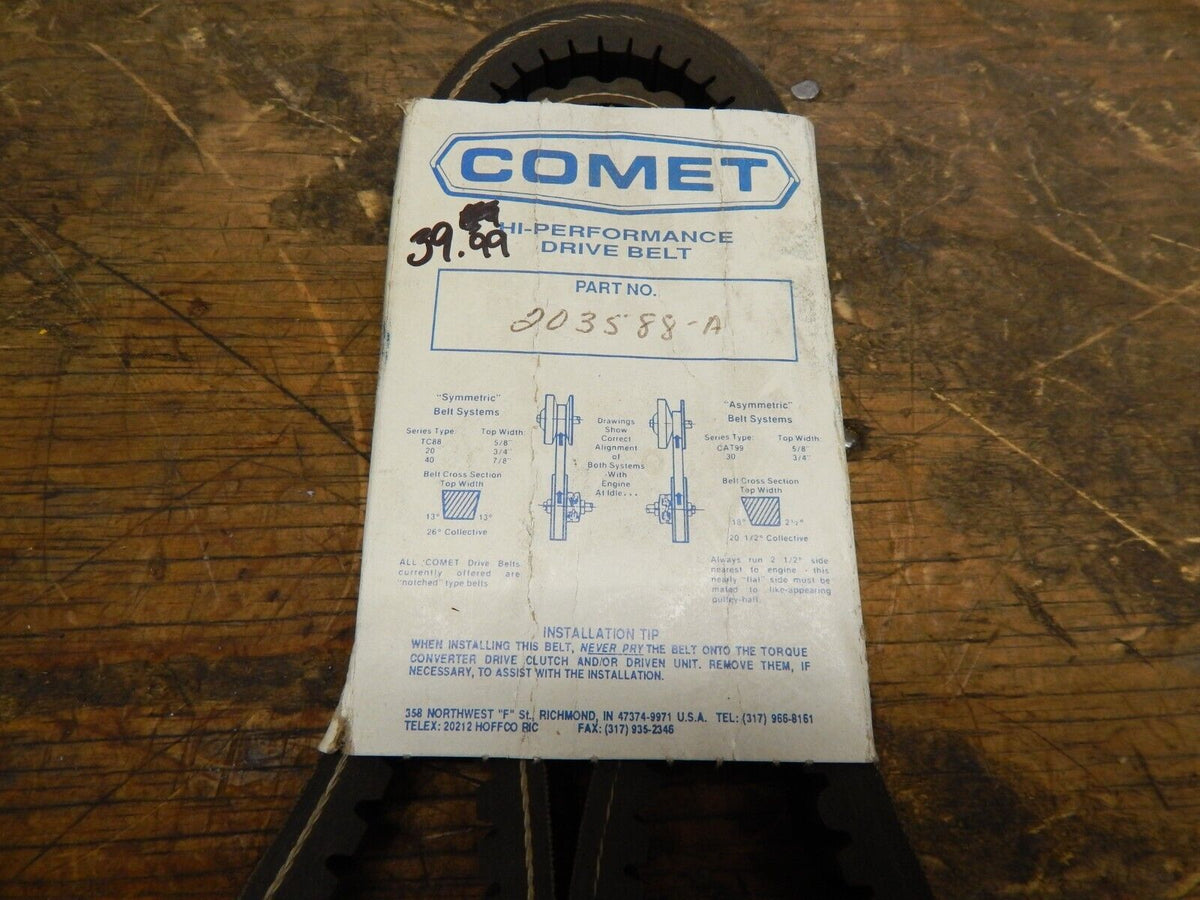 COMET
39.99
HI-PERFORMANCE
DRIVE BELT
PART NO.
203588-A
"Symmetric"
Belt Systems
Series Type: Top Width:
TC88 5/8"
20 3/4"
40 7/8"
Belt Cross Section
Top Width
13° 13°
26° Collective
ALL COMET Drive Belts
currently offered are
"notched" type belts
Drawings
Show
Correct
Alignment
of
Both Systems
With
Engine
At Idle...
"Asymmetric"
Belt Systems
Series Type: Top Width:
CAT99 5/8"
30 3/4"
Belt Cross Section
Top Width
18° 2½°
20 1/2° Collective
Always run 2 1/2° side
nearest to engine - this
nearly "flat" side must be
mated to like-appearing
pulley-half.
INSTALLATION TIP
WHEN INSTALLING THIS BELT, NEVER PRY THE BELT ONTO THE TORQUE
CONVERTER DRIVE CLUTCH AND/OR DRIVEN UNIT. REMOVE THEM, IF
NECESSARY, TO ASSIST WITH THE INSTALLATION.
358 NORTHWEST "F" St., RICHMOND, IN 47374-9971 U.S.A. TEL: (317) 966-8161
TELEX: 20212 HOFFCO RIC FAX: (317) 935-2346